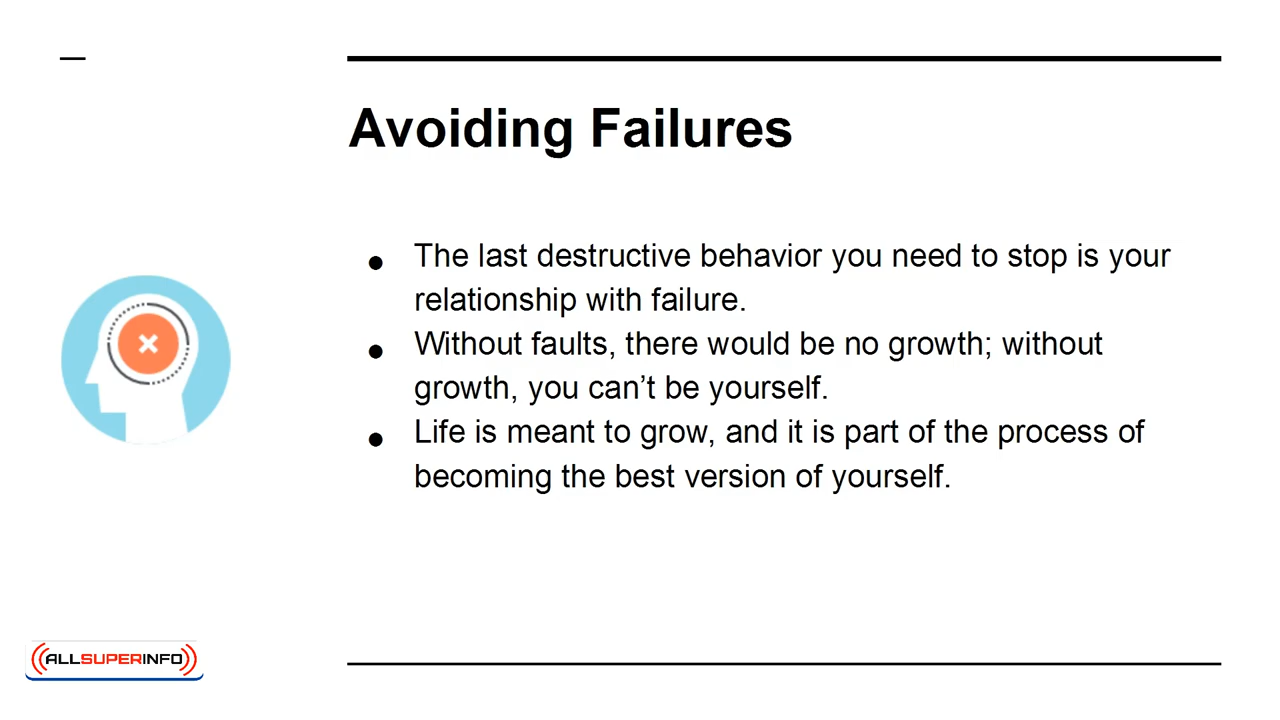 Avoiding Failures
● The last destructive behavior you need to stop is your
relationship with failure.
● Without faults, there would be no growth; without
growth, you can’t be yourself.
● Life is meant to grow, and it is part of the process of
becoming the best version of yourself.
ALLSUPERINFO